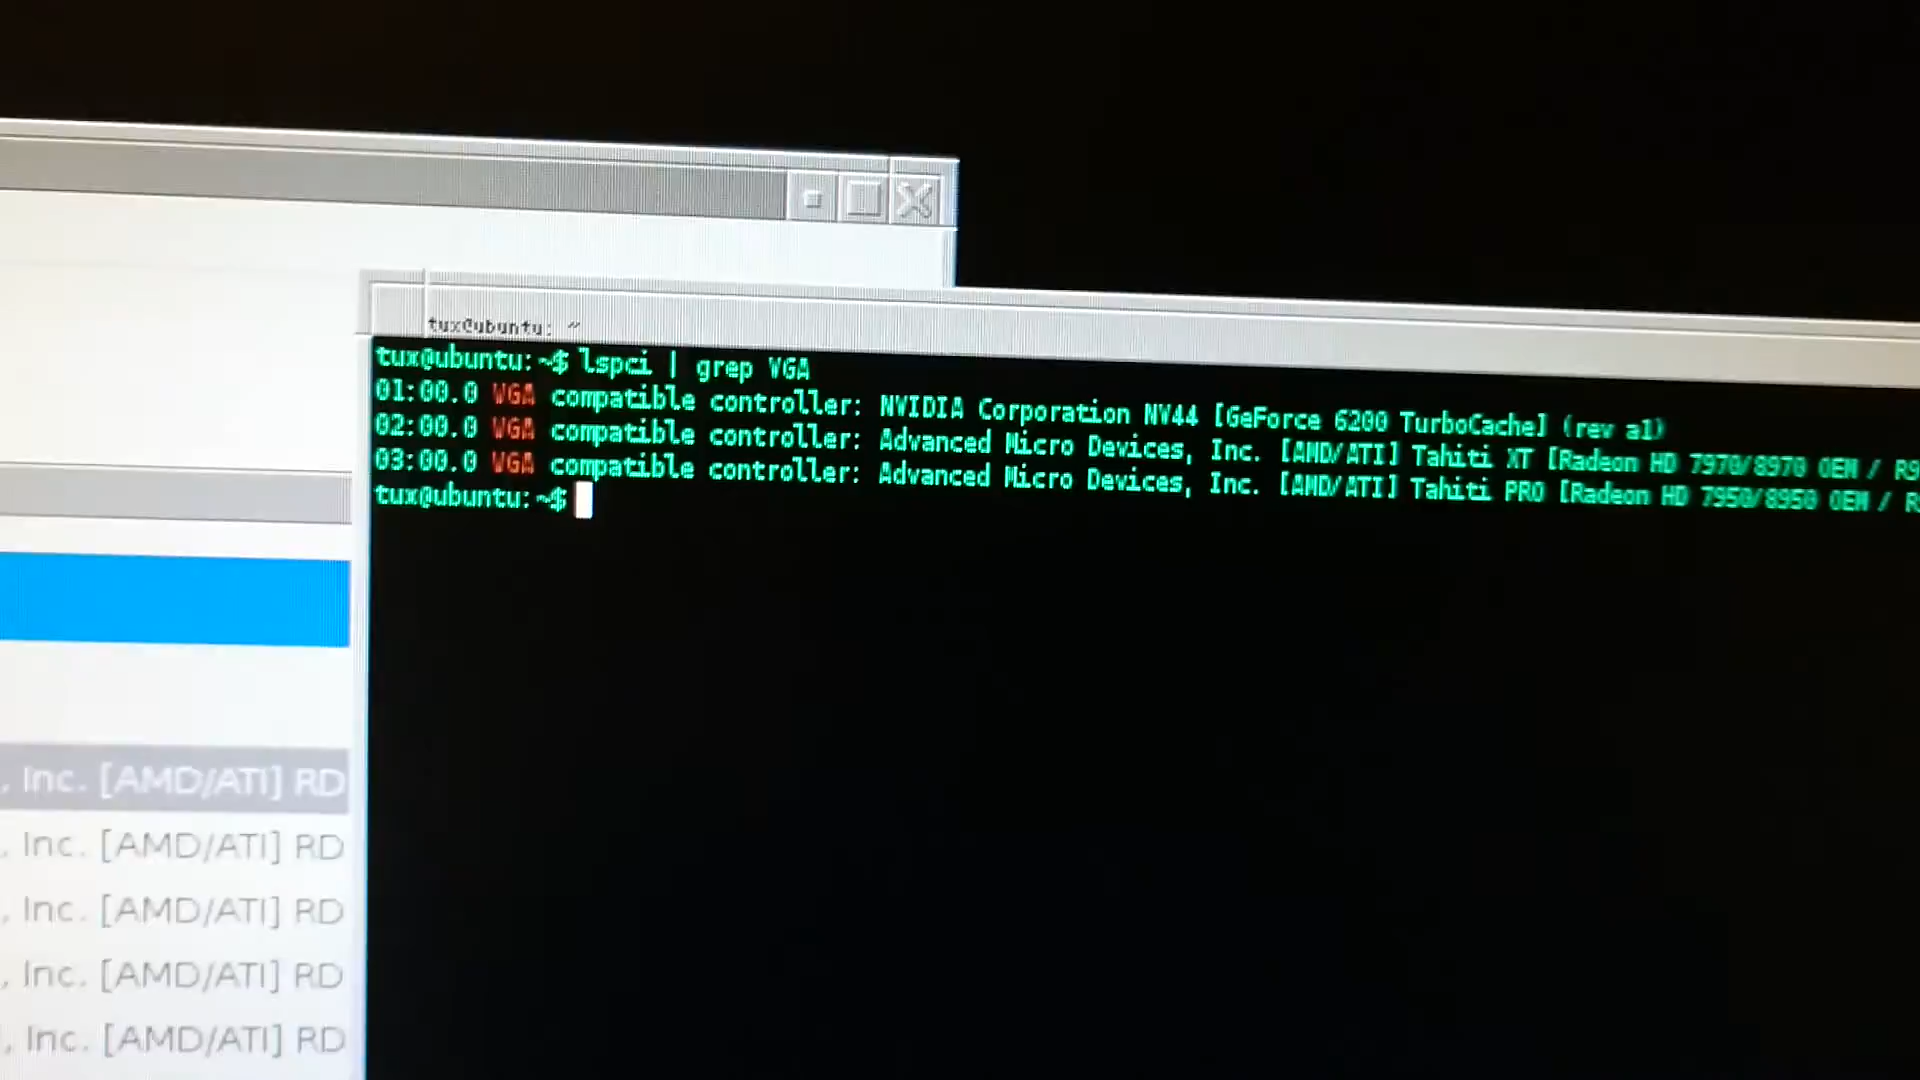 tux@ubuntu: ~
tux@ubuntu:~$ lspci | grep VGA
01:00.0 VGA compatible controller: NVIDIA Corporation NV44 [GeForce 6200 TurboCache] (rev a1)
02:00.0 VGA compatible controller: Advanced Micro Devices, Inc. [AMD/ATI] Tahiti XT [Radeon HD 7970/8970 OEM / R9
03:00.0 VGA compatible controller: Advanced Micro Devices, Inc. [AMD/ATI] Tahiti PRO [Radeon HD 7950/8950 OEM / R
tux@ubuntu:~$
, Inc. [AMD/ATI] RD
, Inc. [AMD/ATI] RD
, Inc. [AMD/ATI] RD
, Inc. [AMD/ATI] RD
, Inc. [AMD/ATI] RD